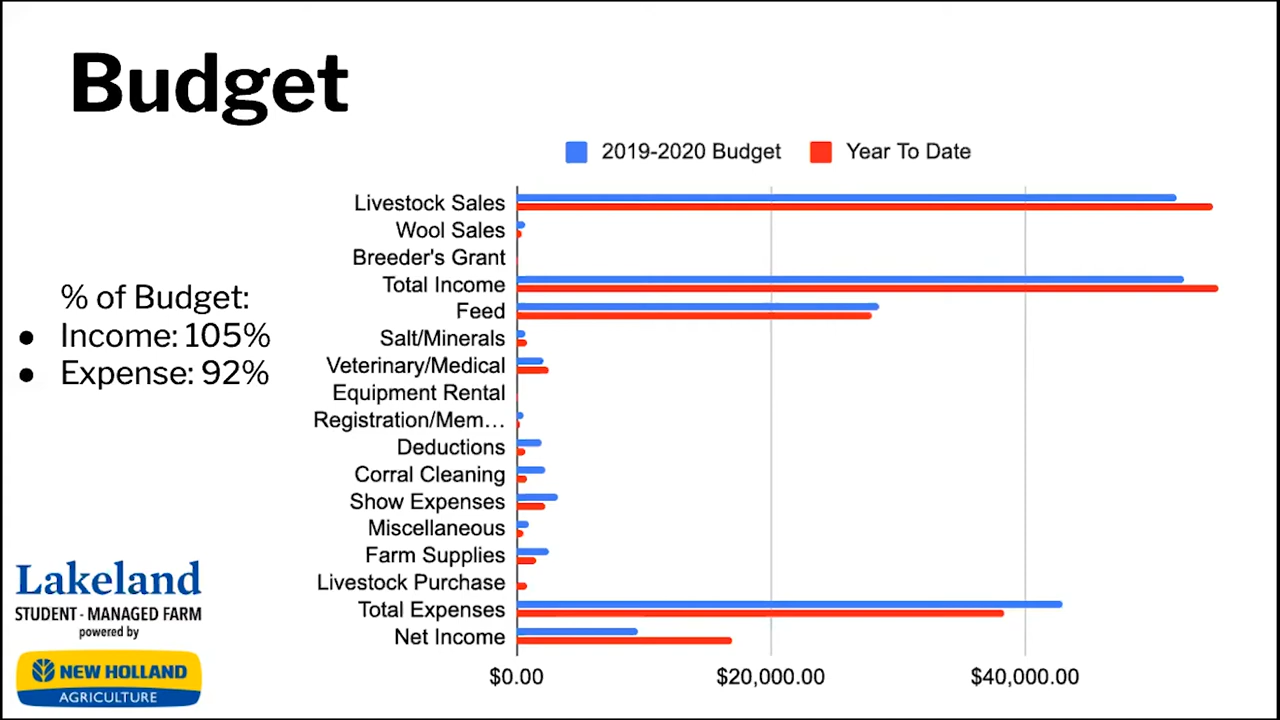 Budget
2019-2020 Budget
Year To Date
% of Budget:
● Income: 105%
● Expense: 92%
Livestock Sales
Wool Sales
Breeder's Grant
Total Income
Feed
Salt/Minerals
Veterinary/Medical
Equipment Rental
Registration/Mem…
Deductions
Corral Cleaning
Show Expenses
Miscellaneous
Farm Supplies
Livestock Purchase
Total Expenses
Net Income
$0.00
$20,000.00
$40,000.00
Lakeland
STUDENT-MANAGED FARM
powered by
NEW HOLLAND
AGRICULTURE